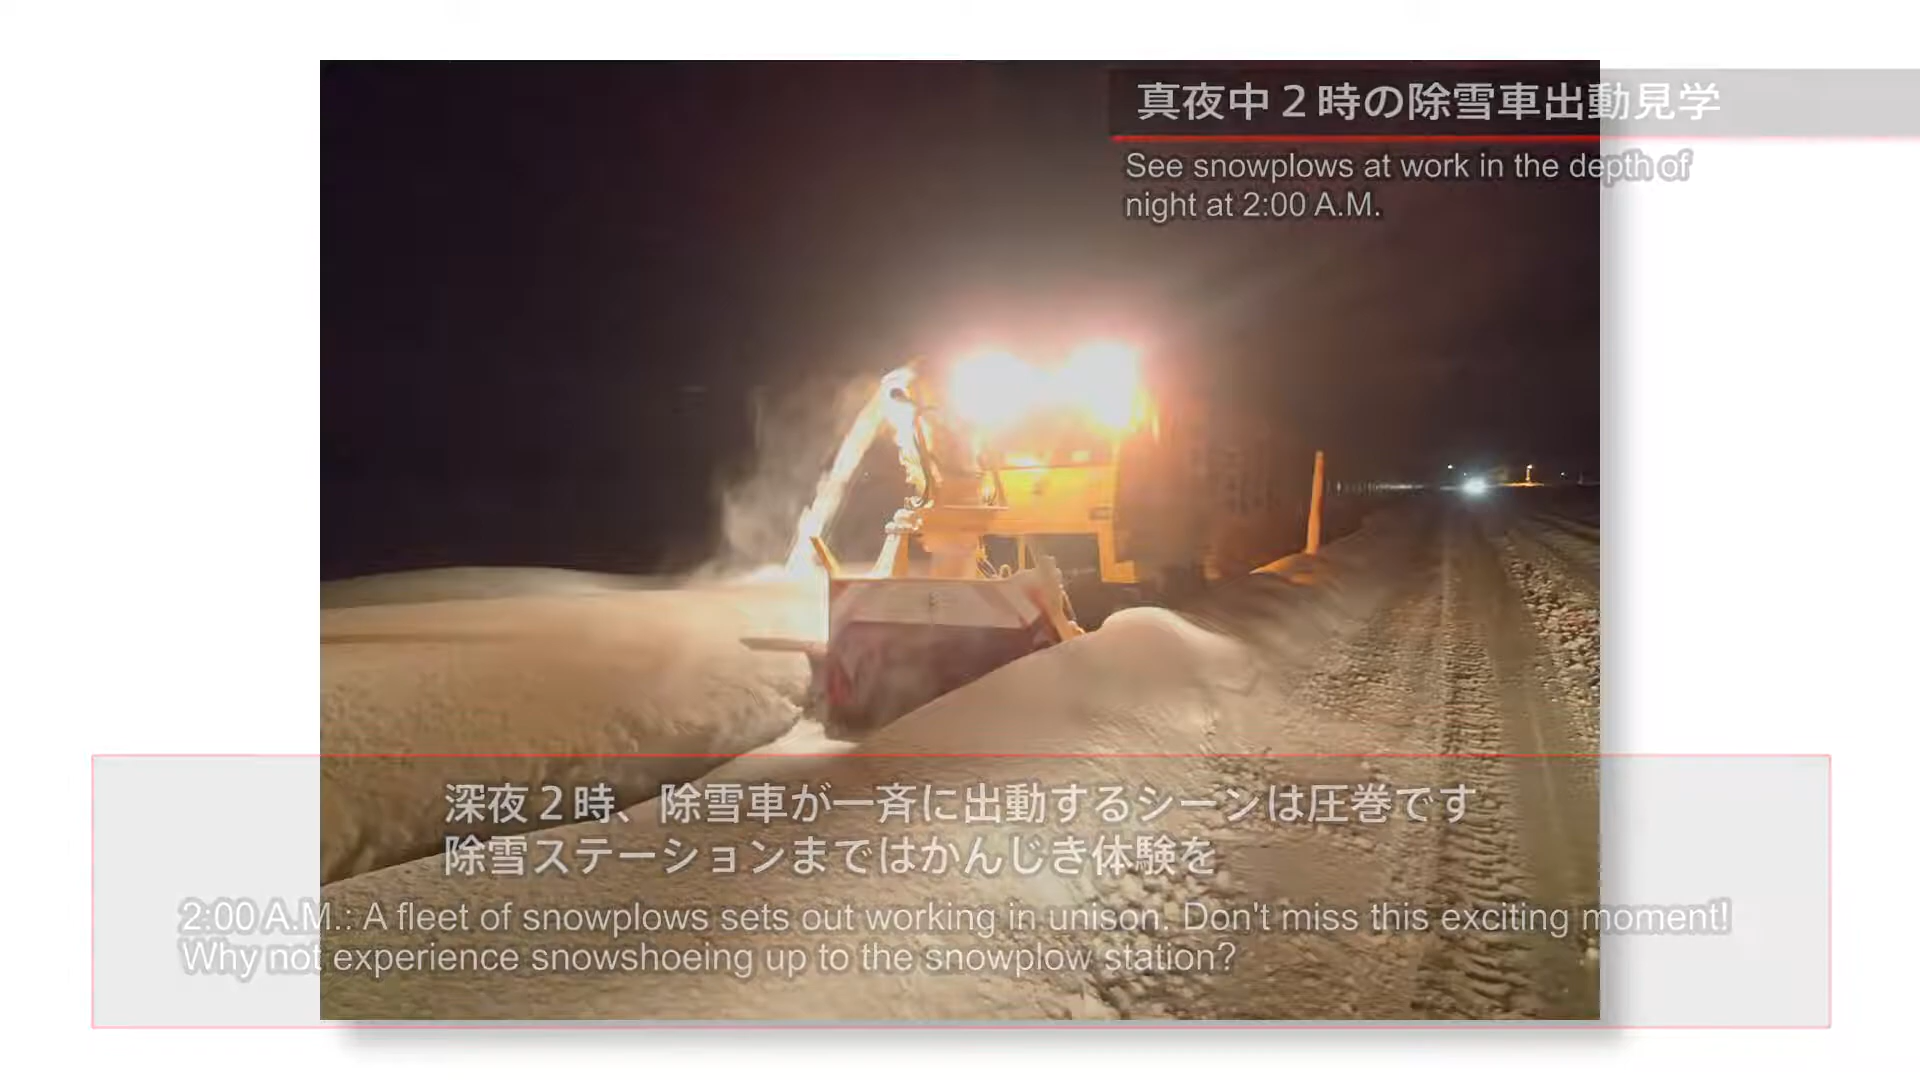 真夜中２時の除雪車出動見学
See snowplows at work in the depth of
night at 2:00 A.M.
深夜２時、除雪車が一斉に出動するシーンは圧巻です
除雪ステーションまではかんじき体験を
2:00 A.M.: A fleet of snowplows sets out working in unison. Don't miss this exciting moment!
Why not experience snowshoeing up to the snowplow station?